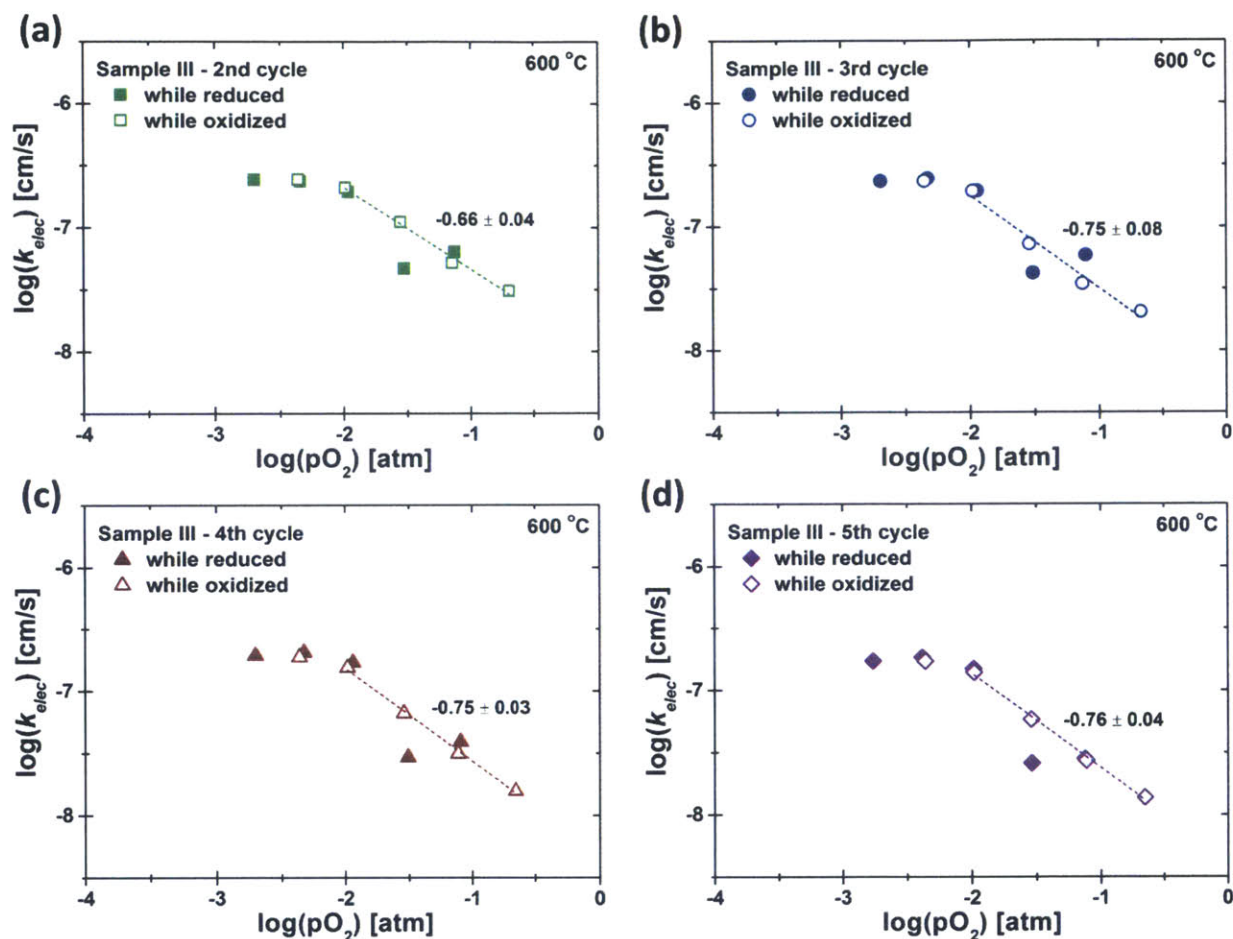 (a)
Sample III - 2nd cycle
600 °C
while reduced
while oxidized
-0.66 ± 0.04
-6
-7
-8
log(k_elec) [cm/s]
-4
-3
-2
-1
0
log(pO₂) [atm]
(b)
Sample III - 3rd cycle
600 °C
while reduced
while oxidized
-0.75 ± 0.08
-6
-7
-8
log(k_elec) [cm/s]
-4
-3
-2
-1
0
log(pO₂) [atm]
(c)
Sample III - 4th cycle
600 °C
while reduced
while oxidized
-0.75 ± 0.03
-6
-7
-8
log(k_elec) [cm/s]
-4
-3
-2
-1
0
log(pO₂) [atm]
(d)
Sample III - 5th cycle
600 °C
while reduced
while oxidized
-0.76 ± 0.04
-6
-7
-8
log(k_elec) [cm/s]
-4
-3
-2
-1
0
log(pO₂) [atm]